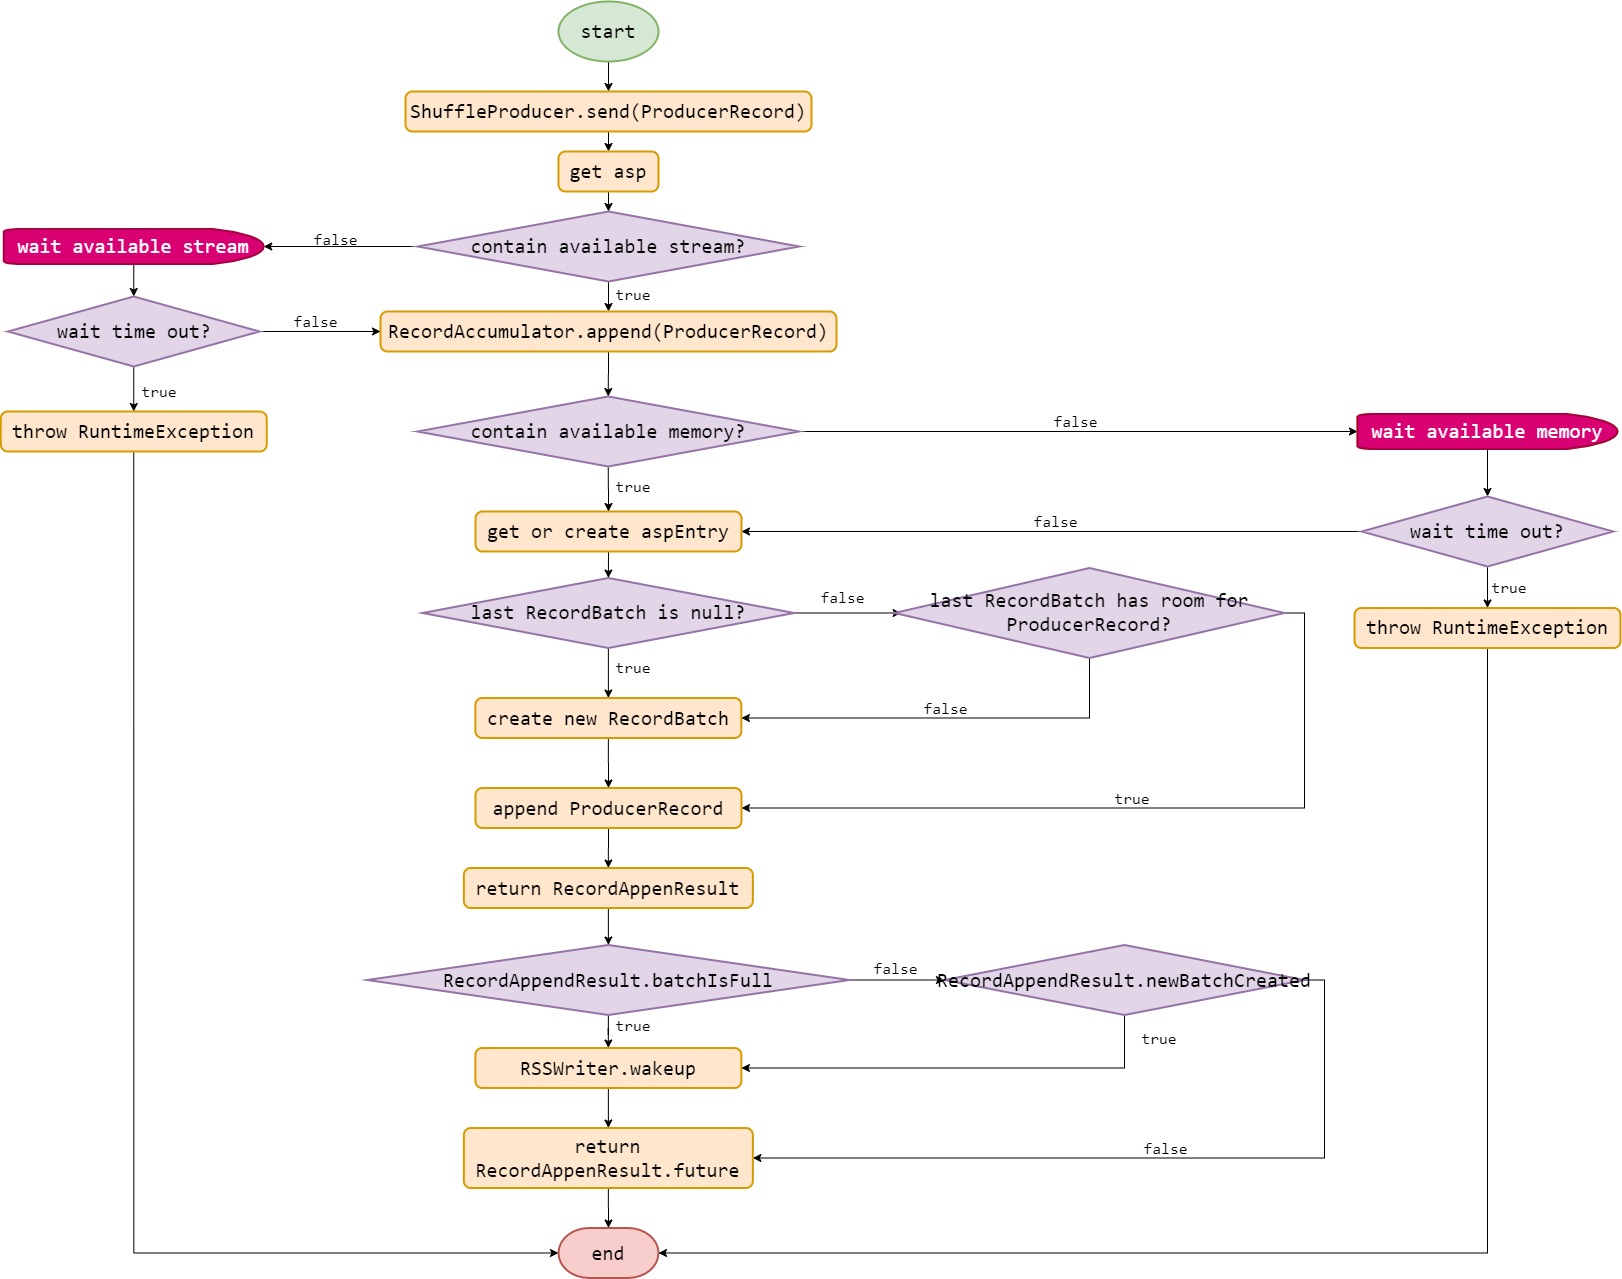 start
ShuffleProducer.send(ProducerRecord)
get asp
contain available stream?
false
wait available stream
true
wait time out?
false
RecordAccumulator.append(ProducerRecord)
true
throw RuntimeException
contain available memory?
false
wait available memory
true
get or create aspEntry
false
wait time out?
true
last RecordBatch is null?
false
last RecordBatch has room for
ProducerRecord?
throw RuntimeException
true
create new RecordBatch
false
append ProducerRecord
true
return RecordAppenResult
RecordAppendResult.batchIsFull
false
RecordAppendResult.newBatchCreated
true
true
RSSWriter.wakeup
return
RecordAppenResult.future
false
end